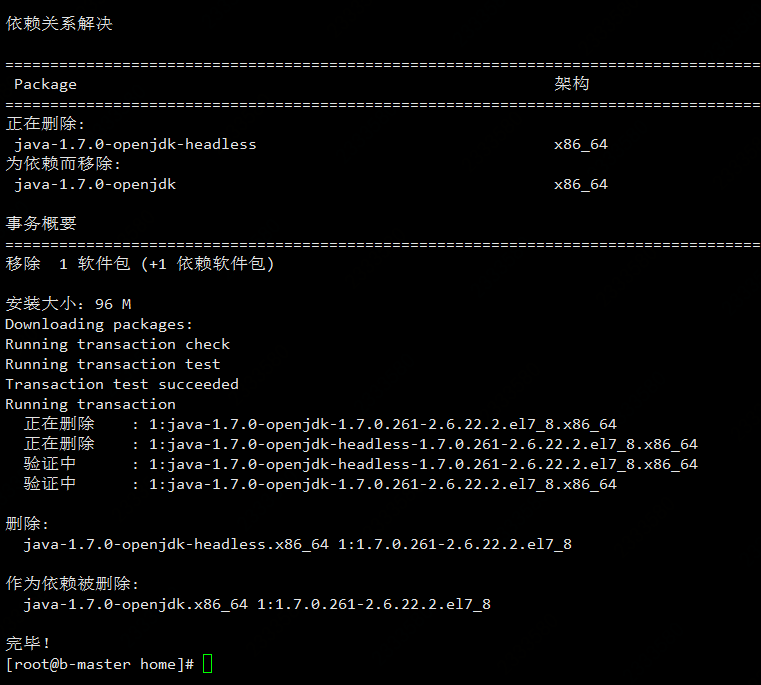 依赖关系解决
================================================================================
Package 架构
================================================================================
正在删除:
java-1.7.0-openjdk-headless x86_64
为依赖而移除:
java-1.7.0-openjdk x86_64
事务概要
================================================================================
移除  1 软件包 (+1 依赖软件包)
安装大小：96 M
Downloading packages:
Running transaction check
Running transaction test
Transaction test succeeded
Running transaction
正在删除    : 1:java-1.7.0-openjdk-1.7.0.261-2.6.22.2.el7_8.x86_64
正在删除    : 1:java-1.7.0-openjdk-headless-1.7.0.261-2.6.22.2.el7_8.x86_64
验证中      : 1:java-1.7.0-openjdk-headless-1.7.0.261-2.6.22.2.el7_8.x86_64
验证中      : 1:java-1.7.0-openjdk-1.7.0.261-2.6.22.2.el7_8.x86_64
删除:
java-1.7.0-openjdk-headless.x86_64 1:1.7.0.261-2.6.22.2.el7_8
作为依赖被删除:
java-1.7.0-openjdk.x86_64 1:1.7.0.261-2.6.22.2.el7_8
完毕！
[root@b-master home]#